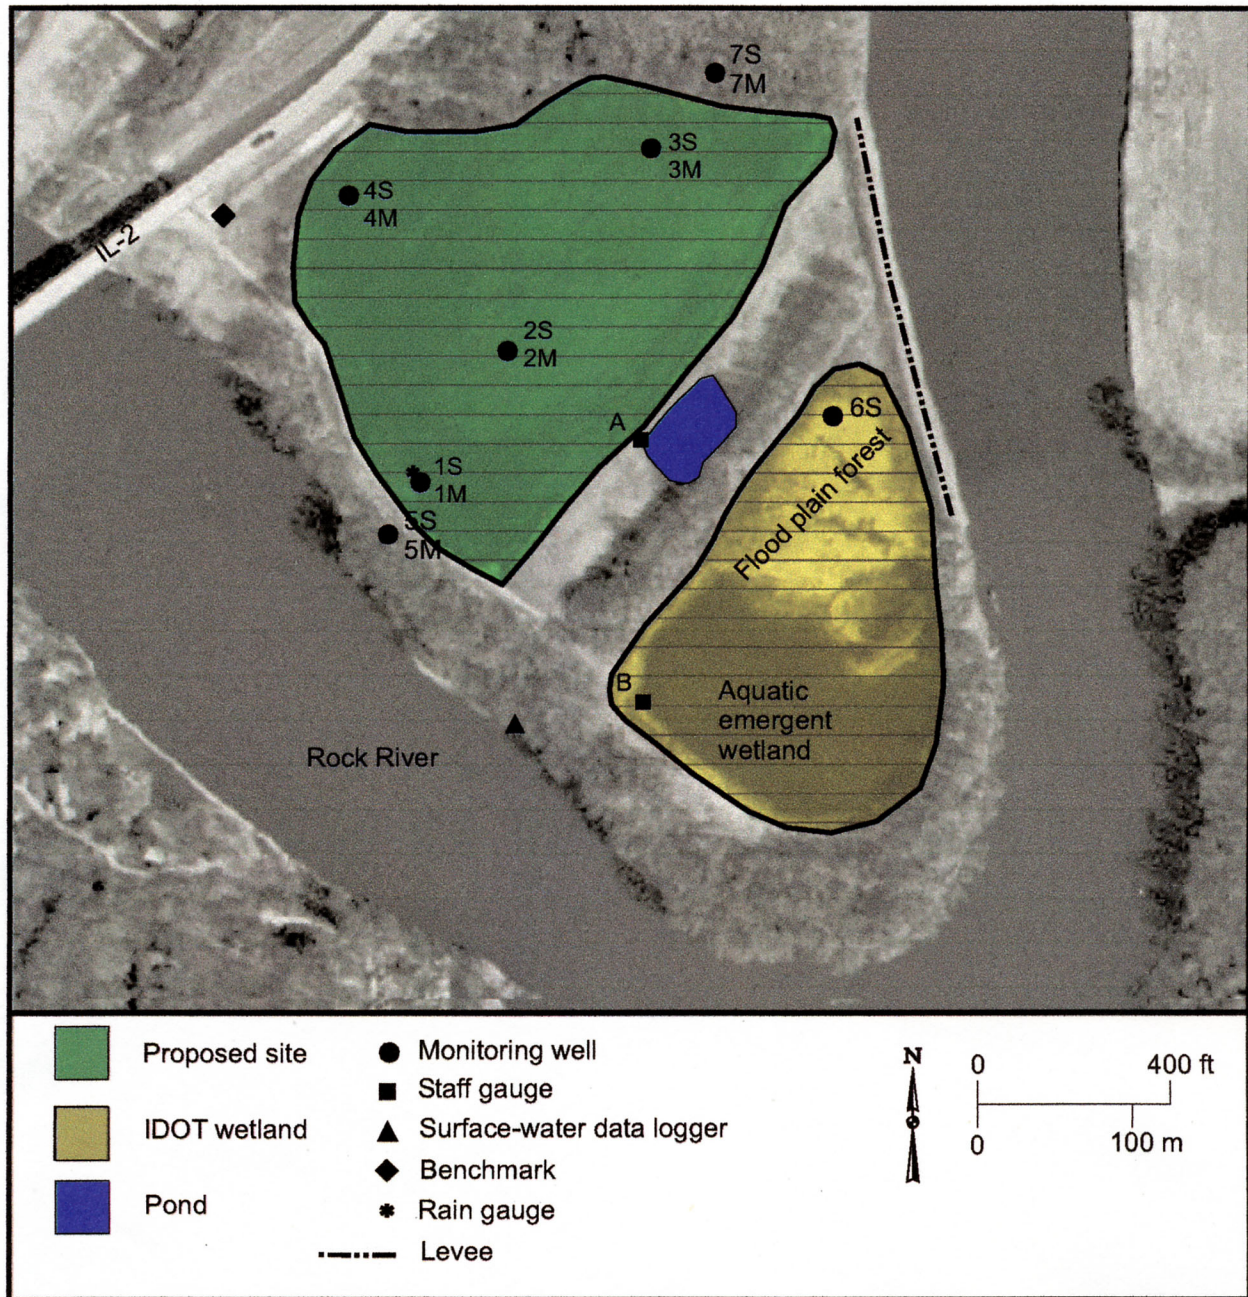 7S
7M
3S
3M
4S
4M
IL-2
2S
2M
A
6S
1S
1M
5S
5M
Flood plain forest
B
Aquatic
emergent
wetland
Rock River
Proposed site
IDOT wetland
Pond
Monitoring well
Staff gauge
Surface-water data logger
Benchmark
Rain gauge
Levee
N
0 400 ft
0 100 m